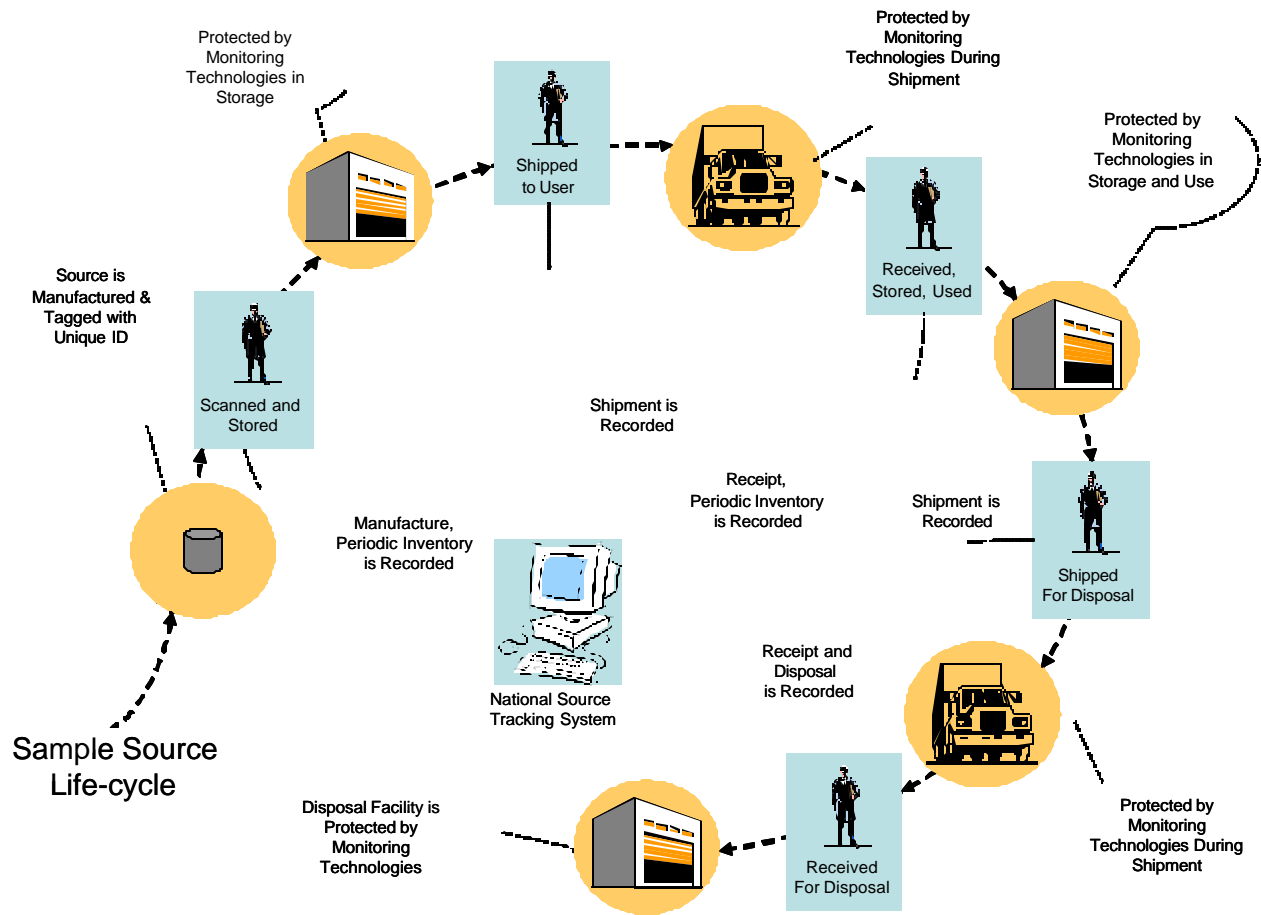 Protected by
Monitoring
Technologies in
Storage
Shipped
to User
Protected by
Monitoring
Technologies During
Shipment
Protected by
Monitoring
Technologies in
Storage and Use
Received,
Stored, Used
Source is
Manufactured &
Tagged with
Unique ID
Scanned and
Stored
Shipment is
Recorded
Receipt,
Periodic Inventory
is Recorded
Shipment is
Recorded
Manufacture,
Periodic Inventory
is Recorded
Shipped
For Disposal
National Source
Tracking System
Receipt and
Disposal
is Recorded
Sample Source
Life-cycle
Disposal Facility is
Protected by
Monitoring
Technologies
Received
For Disposal
Protected by
Monitoring
Technologies During
Shipment